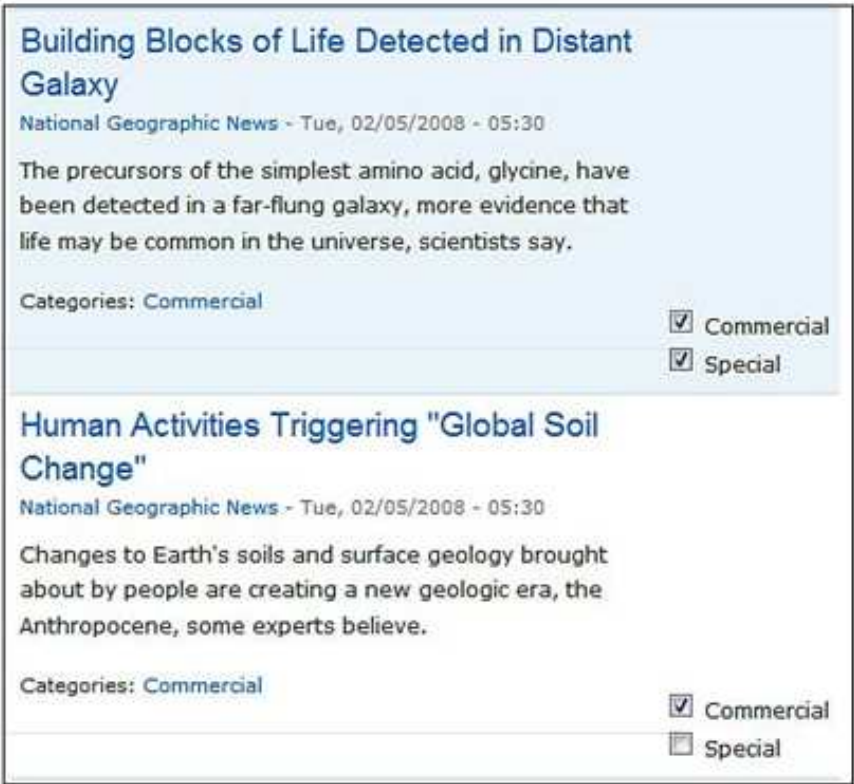 Building Blocks of Life Detected in Distant
Galaxy
National Geographic News - Tue, 02/05/2008 - 05:30
The precursors of the simplest amino acid, glycine, have
been detected in a far-flung galaxy, more evidence that
life may be common in the universe, scientists say.
Categories: Commercial
Commercial
Special
Human Activities Triggering "Global Soil
Change"
National Geographic News - Tue, 02/05/2008 - 05:30
Changes to Earth's soils and surface geology brought
about by people are creating a new geologic era, the
Anthropocene, some experts believe.
Categories: Commercial
Commercial
Special